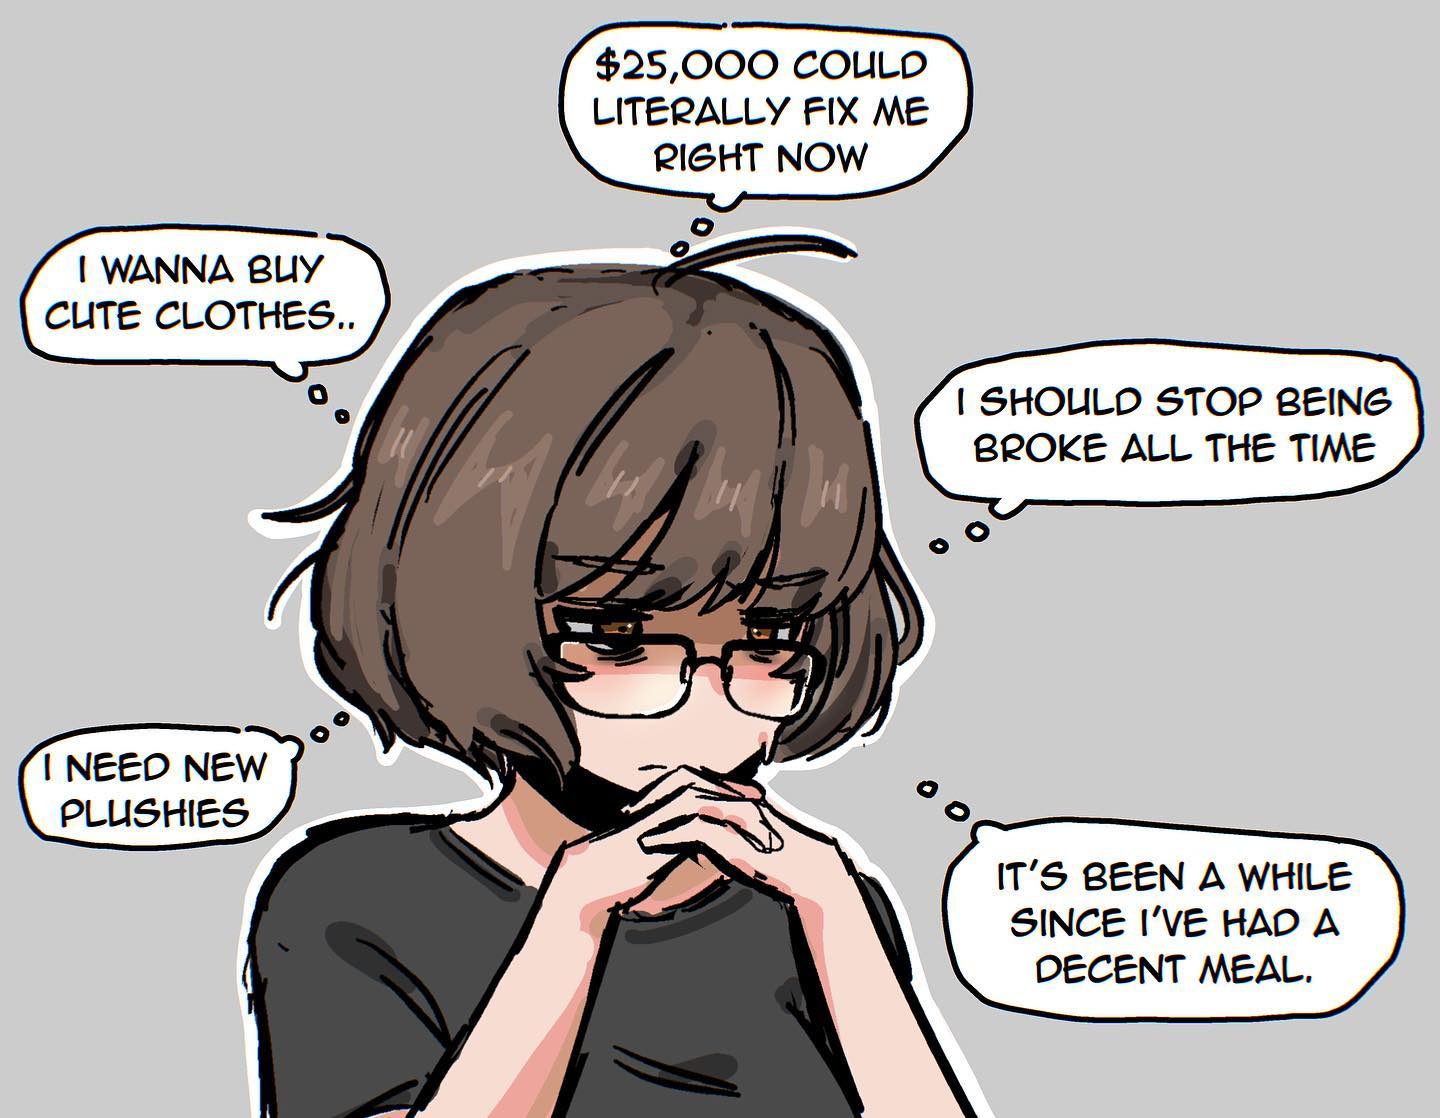 $25,000 COULD
LITERALLY FIX ME
RIGHT NOW
I WANNA BUY
CUTE CLOTHES..
I SHOULD STOP BEING
BROKE ALL THE TIME
I NEED NEW
PLUSHIES
IT'S BEEN A WHILE
SINCE I'VE HAD A
DECENT MEAL.